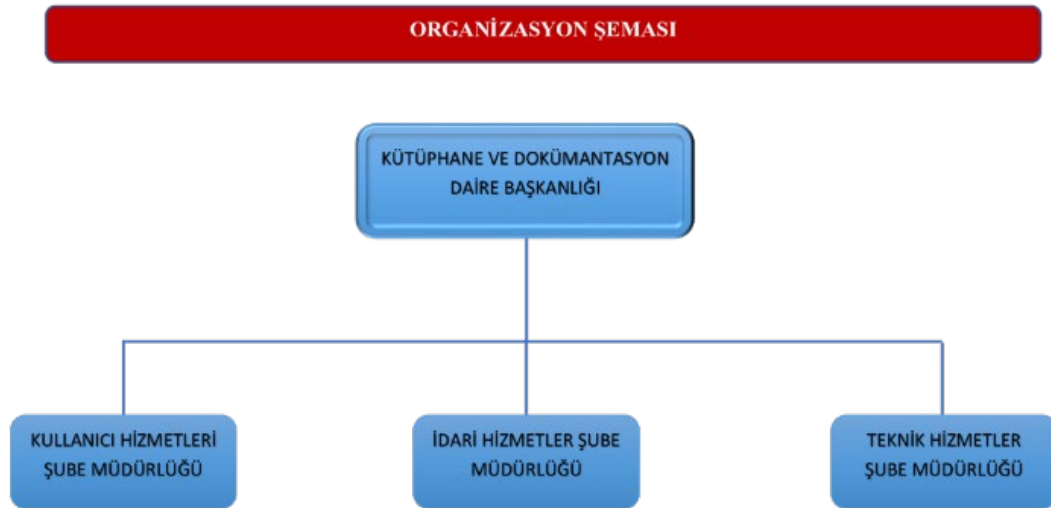 ORGANİZASYON ŞEMASI
KÜTÜPHANE VE DOKÜMANTASYON
DAİRE BAŞKANLIĞI
KULLANICI HİZMETLERİ
ŞUBE MÜDÜRLÜĞÜ
İDARİ HİZMETLER ŞUBE
MÜDÜRLÜĞÜ
TEKNİK HİZMETLER
ŞUBE MÜDÜRLÜĞÜ